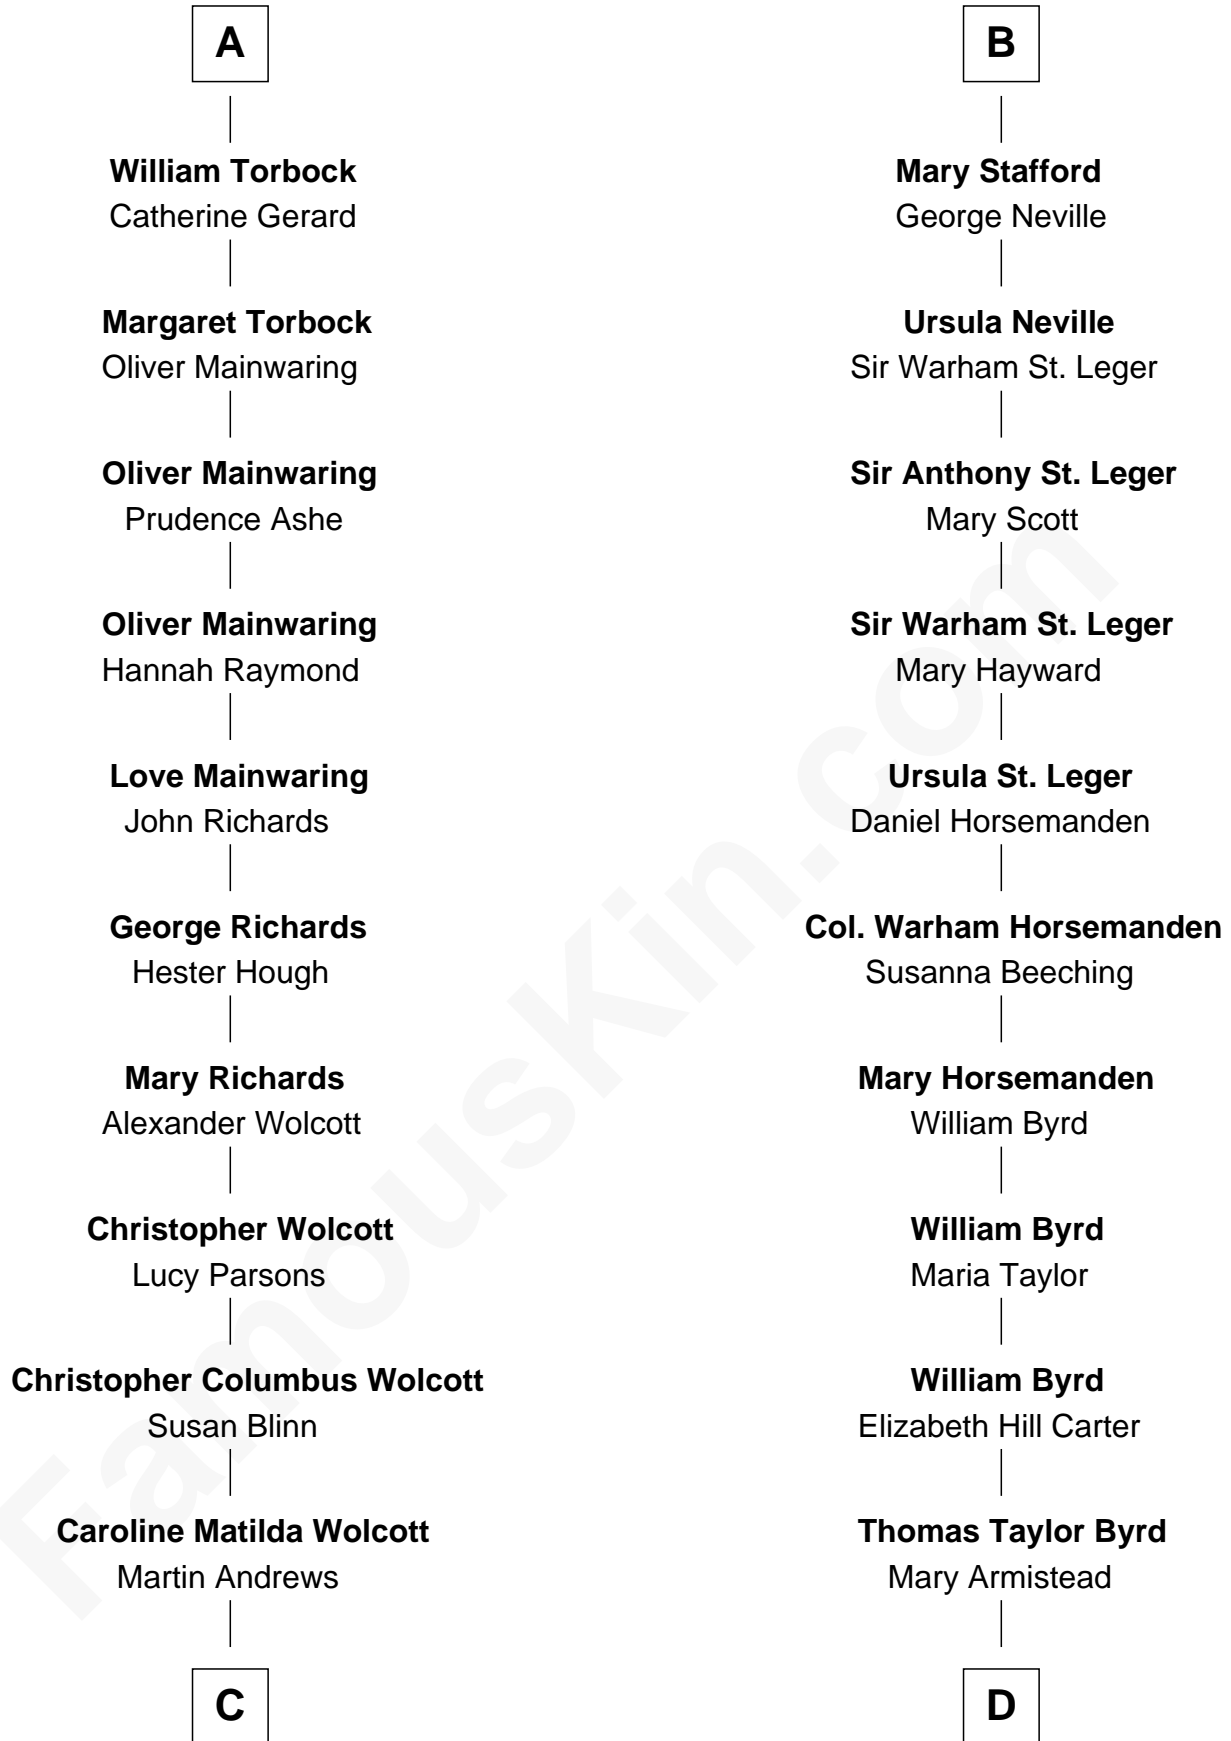 A
William Torbock
Catherine Gerard
Margaret Torbock
Oliver Mainwaring
Oliver Mainwaring
Prudence Ashe
Oliver Mainwaring
Hannah Raymond
Love Mainwaring
John Richards
George Richards
Hester Hough
Mary Richards
Alexander Wolcott
Christopher Wolcott
Lucy Parsons
Christopher Columbus Wolcott
Susan Blinn
Caroline Matilda Wolcott
Martin Andrews
C
B
Mary Stafford
George Neville
Ursula Neville
Sir Warham St. Leger
Sir Anthony St. Leger
Mary Scott
Sir Warham St. Leger
Mary Hayward
Ursula St. Leger
Daniel Horsemanden
Col. Warham Horsemanden
Susanna Beeching
Mary Horsemanden
William Byrd
William Byrd
Maria Taylor
William Byrd
Elizabeth Hill Carter
Thomas Taylor Byrd
Mary Armistead
D
FamousKin.com